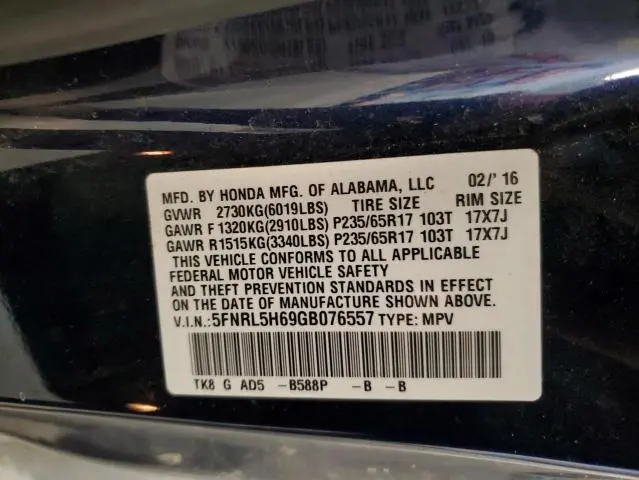 MFD. BY HONDA MFG. OF ALABAMA, LLC 02/'16
GVWR 2730KG(6019LBS) TIRE SIZE RIM SIZE
GAWR F 1320KG(2910LBS) P235/65R17 103T 17X7J
GAWR R1515KG(3340LBS) P235/65R17 103T 17X7J
THIS VEHICLE CONFORMS TO ALL APPLICABLE
FEDERAL MOTOR VEHICLE SAFETY
AND THEFT PREVENTION STANDARDS IN EFFECT
ON THE DATE OF MANUFACTURE SHOWN ABOVE.
V.I.N.:5FNRL5H69GB076557 TYPE: MPV
TK8 G AD5 -B588P -B -B